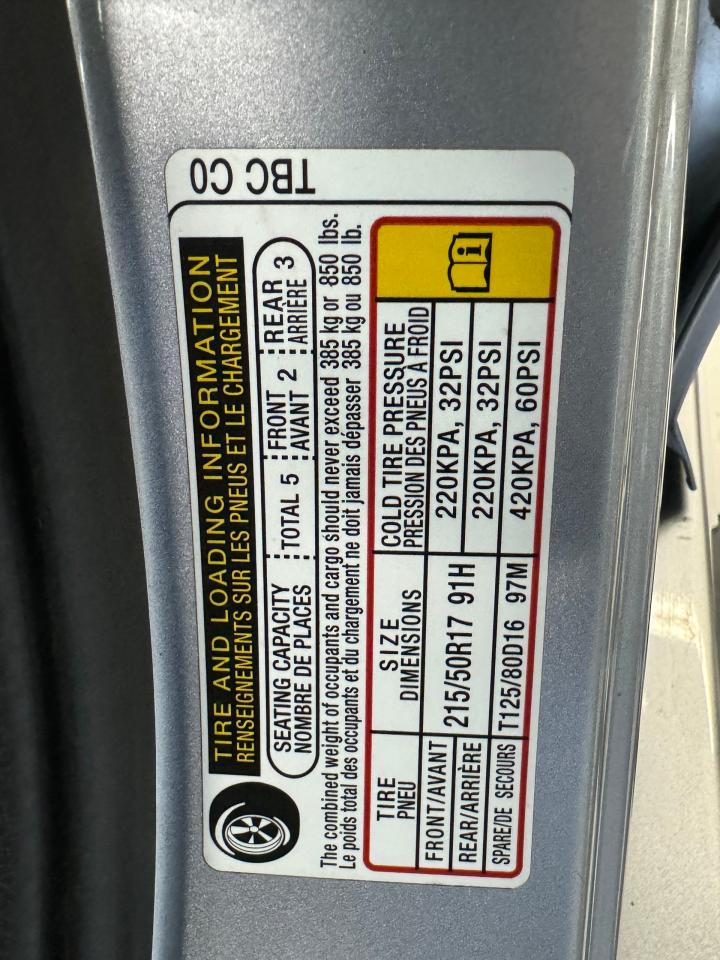 TIRE AND LOADING INFORMATION
RENSEIGNEMENTS SUR LES PNEUS ET LE CHARGEMENT
SEATING CAPACITY TOTAL 5 FRONT 2 REAR 3
NOMBRE DE PLACES AVANT ARRIÈRE
The combined weight of occupants and cargo should never exceed 385 kg or 850 lbs.
Le poids total des occupants et du chargement ne doit jamais dépasser 385 kg ou 850 lb.
TIRE SIZE COLD TIRE PRESSURE
PNEU DIMENSIONS PRESSION DES PNEUS À FROID
FRONT/AVANT 215/50R17 91H 220KPA, 32PSI
REAR/ARRIÈRE 220KPA, 32PSI
SPARE/DE SECOURS T125/80D16 97M 420KPA, 60PSI
TBC C0